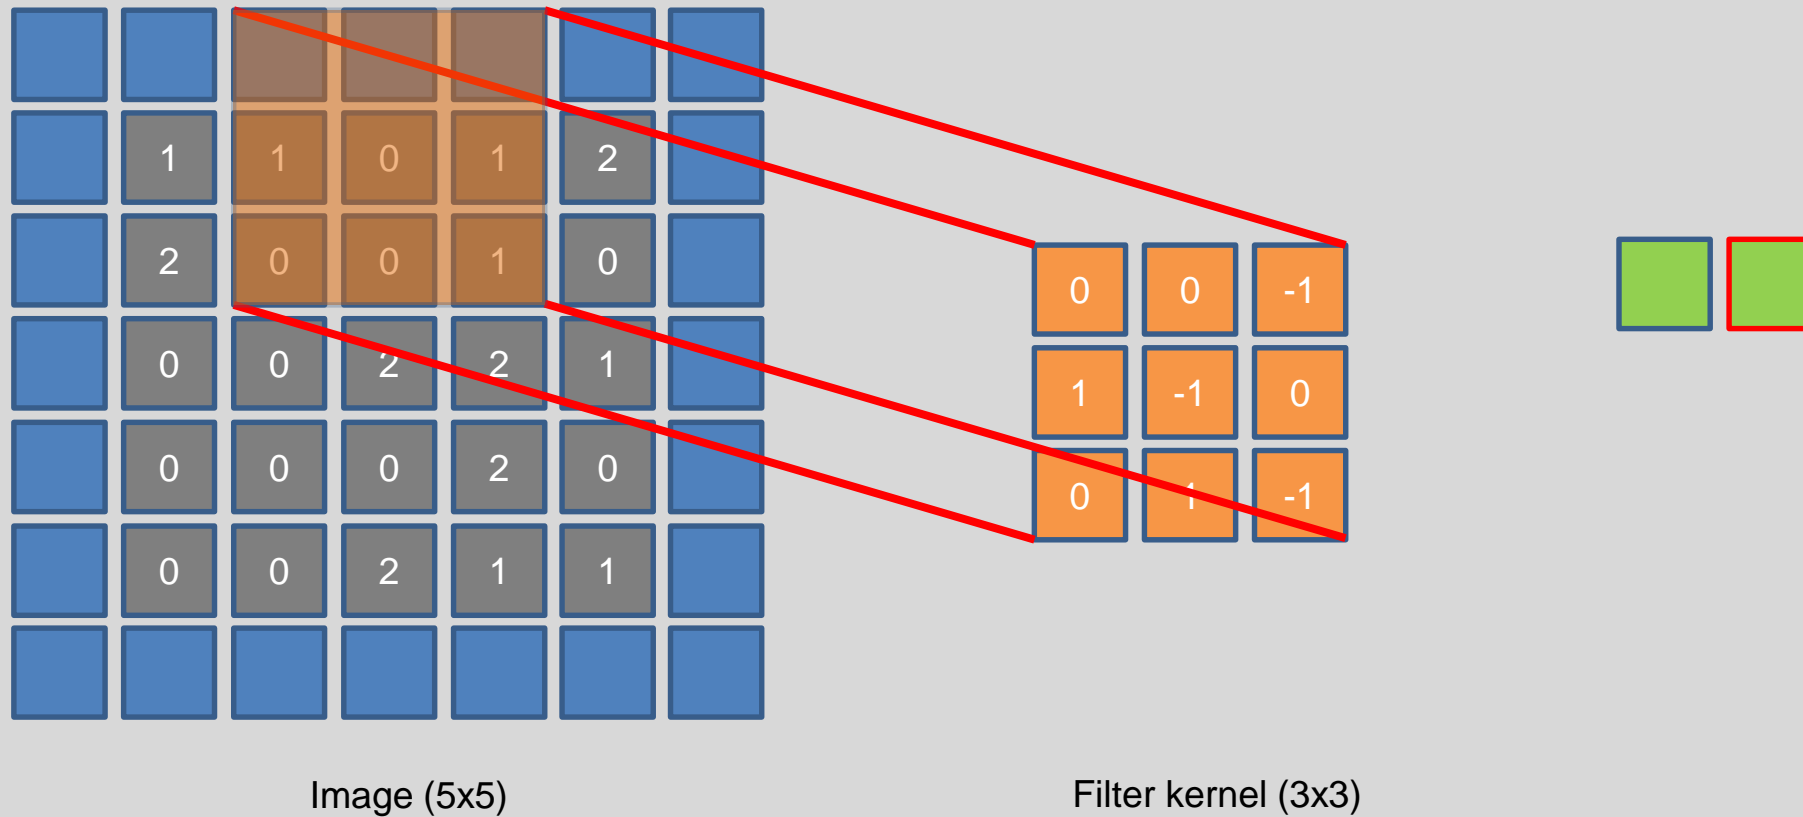 1 1 0 1 2
2 0 0 1 0
0 0 2 2 1
0 0 0 2 0
0 0 2 1 1
Image (5x5)
0 0 -1
1 -1 0
0 1 -1
Filter kernel (3x3)